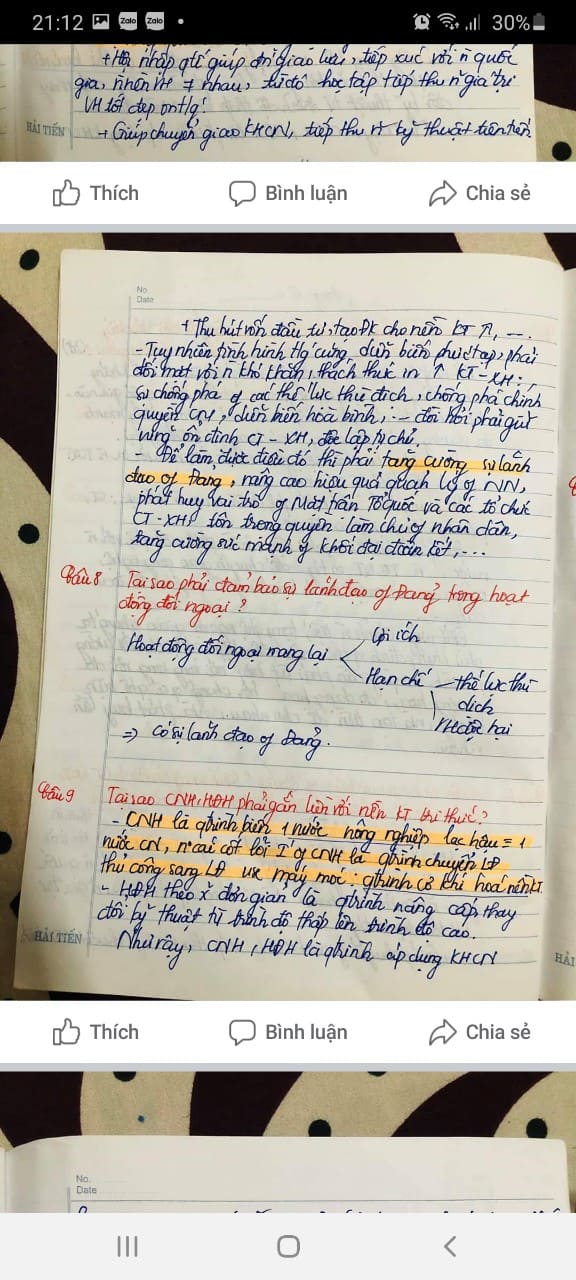 21:12 Zalo Zalo 30%
+ Hội nhập qtế giúp đn giao lưu, tiếp xúc với n quốc
gia, nhiều VH ≠ nhau, từ đó học tập tiếp thu n giá trị
VH tốt đẹp
HẢI TIẾN
+ Giúp chuyển giao KHCN, tiếp thu n kỹ thuật tiên tiến.
Thích Bình luận Chia sẻ
No
Date
+ Thu hút vốn đầu tư, tạo ĐK cho nền KT ↑, ...
- Tuy nhiên tình hình diễn biến phức tạp, phải
đối mặt với n khó khăn, thách thức in ↑ KT-XH:
sự chống phá of các thế lực thù địch, chống phá chính
quyền CM, diễn biến hoà bình, ... đòi hỏi phải giữ
vững ổn định CT - XH, độc lập tự chủ.
- Để làm được điều đó thì phải tăng cường sự lãnh
đạo of Đảng, nâng cao hiệu quả quản lý of NN,
phát huy vai trò of Mặt trận Tổ quốc và các tổ chức
CT-XH, tôn trọng quyền làm chủ of nhân dân,
tăng cường sức mạnh of khối đại đoàn kết, ...
Câu 8 Tại sao phải đảm bảo sự lãnh đạo of Đảng trong hoạt
động đối ngoại?
Hoạt động đối ngoại mang lại
Lợi ích
Hạn chế
thế lực thù
địch
hại
=> Có sự lãnh đạo of Đảng.
Câu 9 Tại sao CNH, HĐH phải gắn liền với nền KT tri thức?
- CNH là qtrình biến 1 nước nông nghiệp lạc hậu = 1
nước CN, cái cốt lõi of CNH là qtrình chuyển LĐ
thủ công sang LĐ máy móc: qtrình cơ khí hoá nền KT
- HĐH theo đơn giản là qtrình nâng cấp thay
đổi kỹ thuật từ trình độ thấp lên trình độ cao.
HẢI TIẾN
Như vậy, CNH, HĐH là qtrình áp dụng KHCN
HẢI
Thích Bình luận Chia sẻ
No.
Date